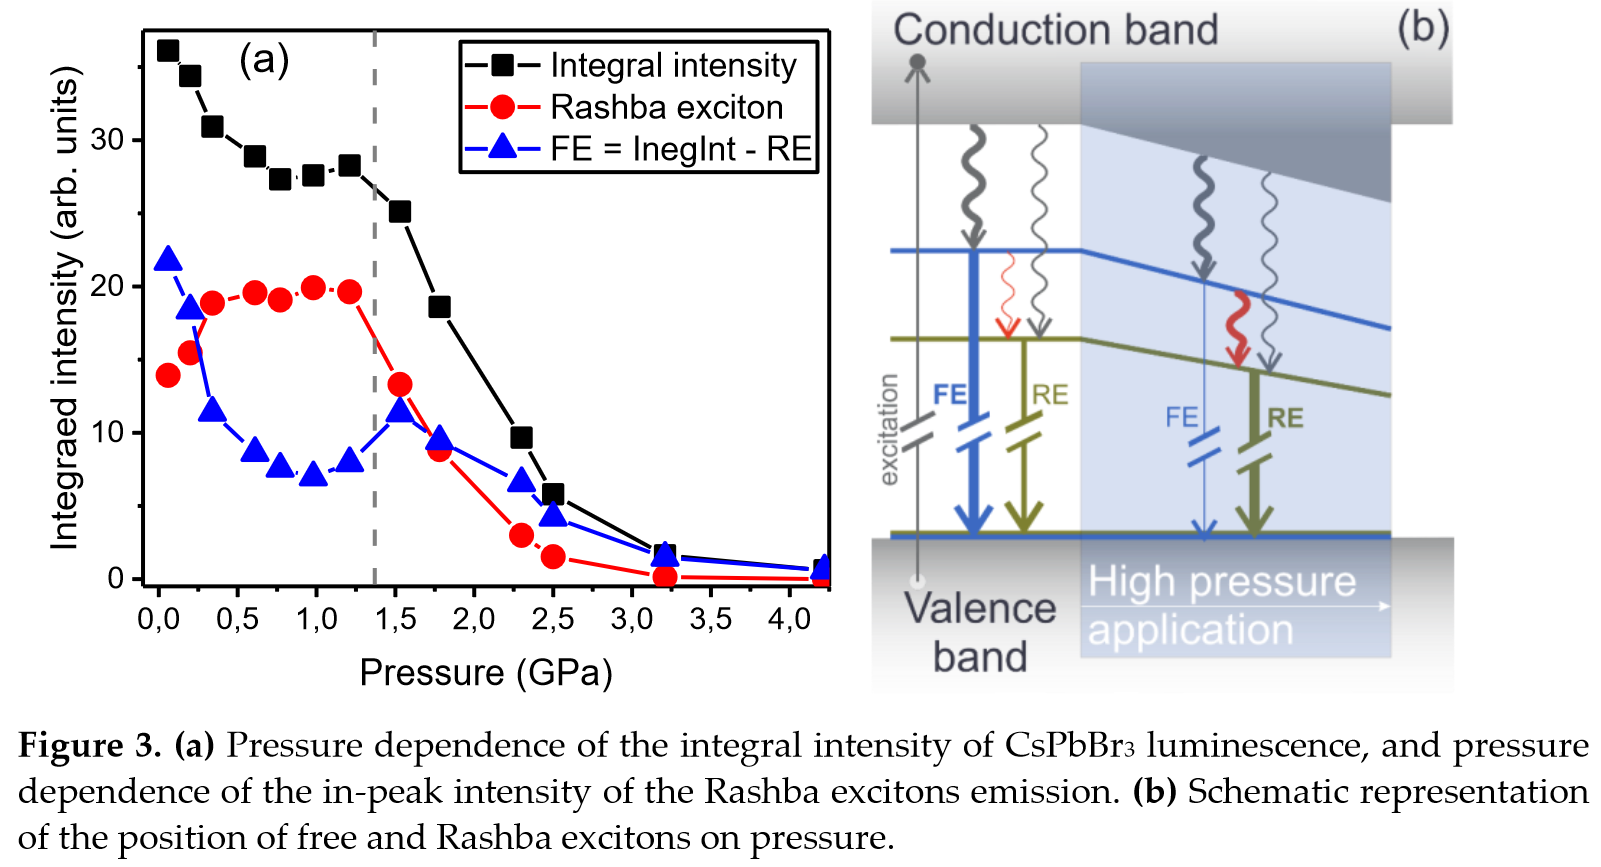 (a)
Integral intensity
Rashba exciton
FE = InegInt - RE
Integraed intensity (arb. units)
30
20
10
0
0,0 0,5 1,0 1,5 2,0 2,5 3,0 3,5 4,0
Pressure (GPa)
Conduction band
(b)
excitation
FE
RE
FE
RE
Valence
band
High pressure
application
Figure 3. (a) Pressure dependence of the integral intensity of CsPbBr₃ luminescence, and pressure
dependence of the in-peak intensity of the Rashba excitons emission. (b) Schematic representation
of the position of free and Rashba excitons on pressure.